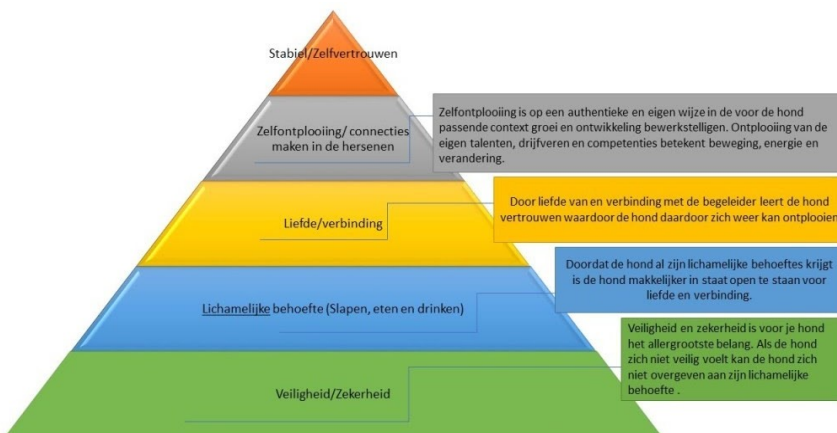 Stabiel/Zelfvertrouwen
Zelfontplooiing/ connecties
maken in de hersenen
Zelfontplooiing is op een authentieke en eigen wijze in de voor de hond
passende context groei en ontwikkeling bewerkstelligen. Ontplooiing van de
eigen talenten, drijfveren en competenties betekent beweging, energie en
verandering.
Liefde/verbinding
Door liefde van en verbinding met de begeleider leert de hond
vertrouwen waardoor de hond daardoor zich weer kan ontplooien
Lichamelijke behoefte (Slapen, eten en drinken)
Doordat de hond al zijn lichamelijke behoeftes krijgt
is de hond makkelijker in staat open te staan voor
liefde en verbinding.
Veiligheid/Zekerheid
Veiligheid en zekerheid is voor je hond
het allergrootste belang. Als de hond
zich niet veilig voelt kan de hond zich
niet overgeven aan zijn lichamelijke
behoefte .